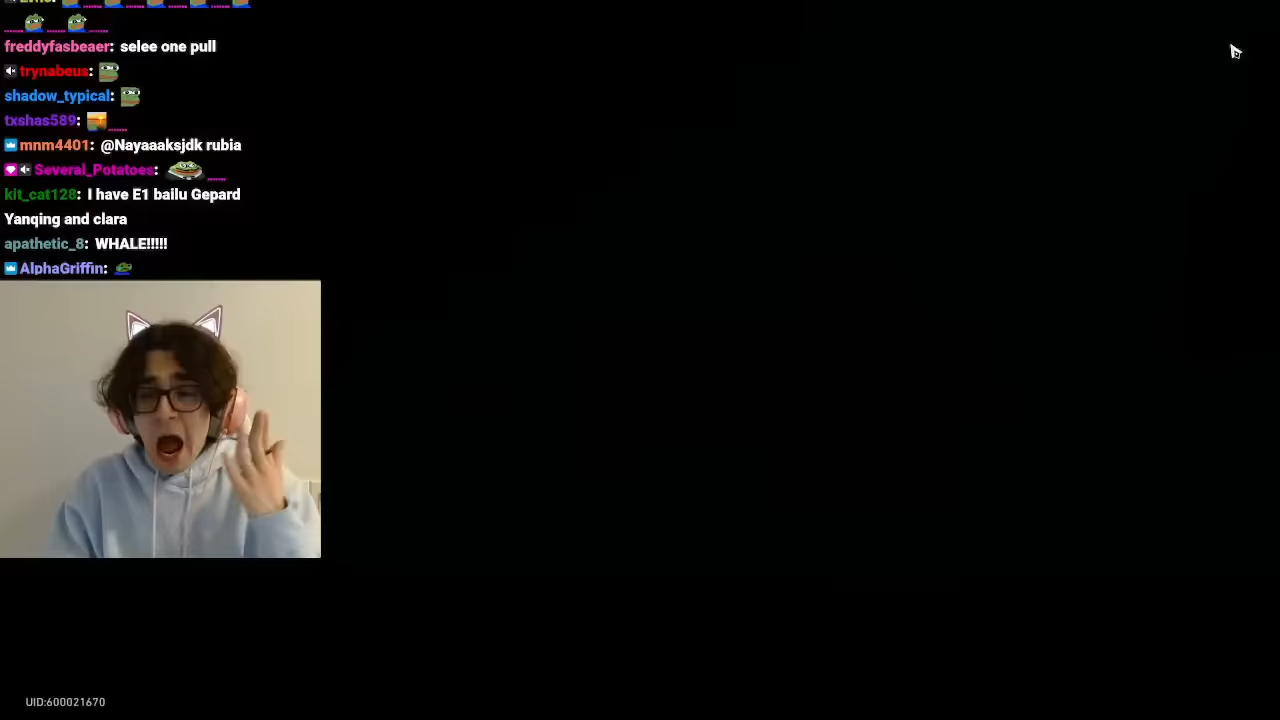 freddyfasbeaer: selee one pull
trynabeus:
shadow_typical:
txshas589:
mnm4401: @Nayaaaksjdk rubia
Several_Potatoes:
kit_cat128: I have E1 bailu Gepard
Yanqing and clara
apathetic_8: WHALE!!!!!
AlphaGriffin:
UID:600021670